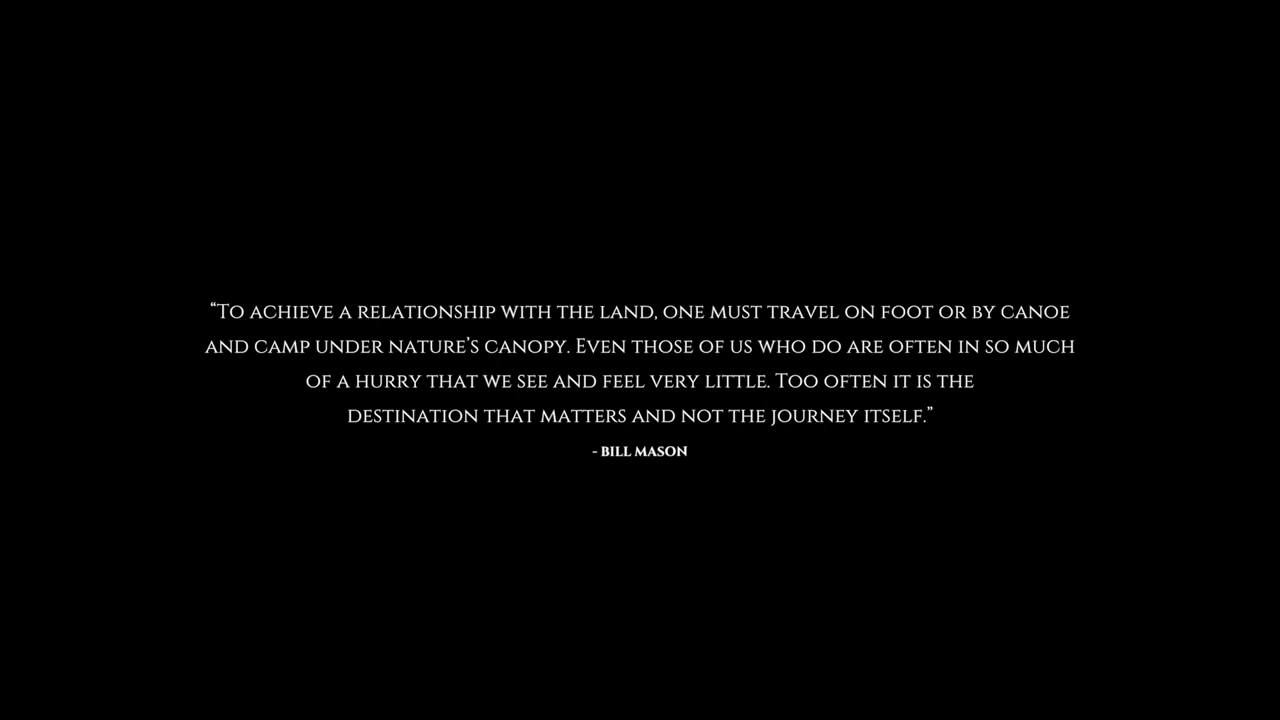 “To achieve a relationship with the land, one must travel on foot or by canoe
and camp under nature’s canopy. Even those of us who do are often in so much
of a hurry that we see and feel very little. Too often it is the
destination that matters and not the journey itself.”
- Bill Mason